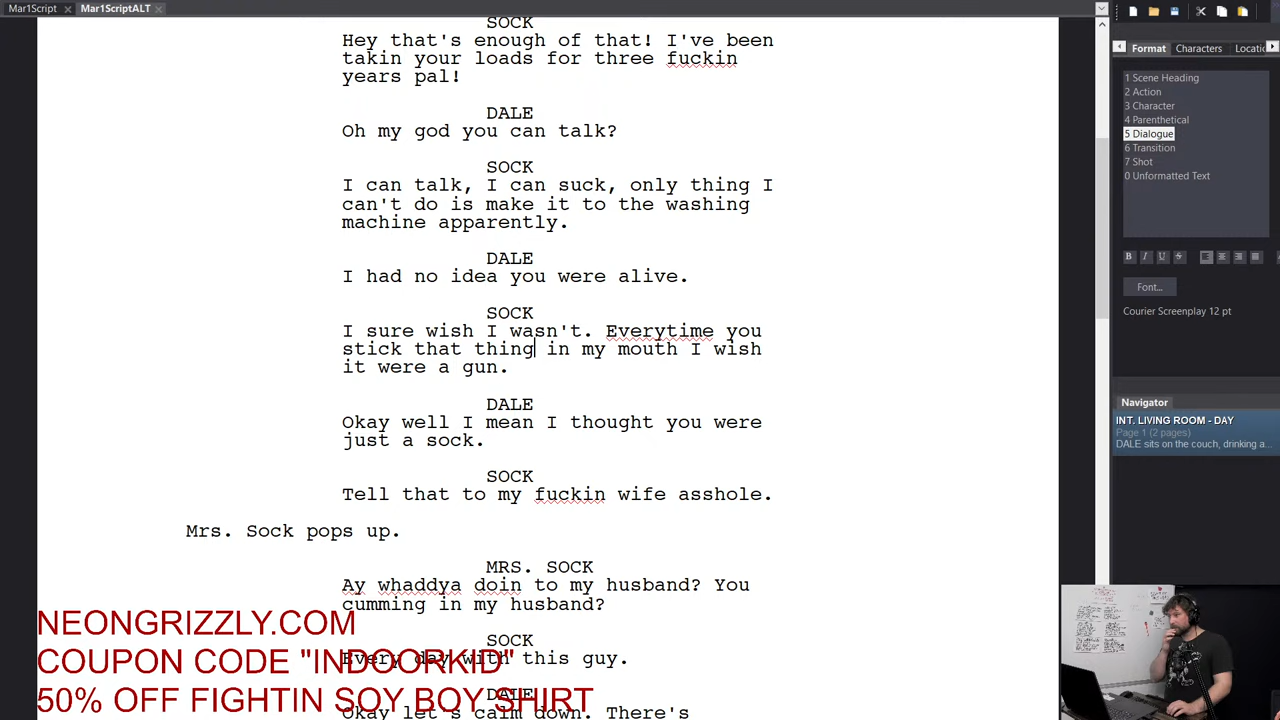 Mar1Script
Mar1ScriptALT
SOCK
Hey that's enough of that! I've been
takin your loads for three fuckin
years pal!
DALE
Oh my god you can talk?
SOCK
I can talk, I can suck, only thing I
can't do is make it to the washing
machine apparently.
DALE
I had no idea you were alive.
SOCK
I sure wish I wasn't. Everytime you
stick that thing in my mouth I wish
it were a gun.
DALE
Okay well I mean I thought you were
just a sock.
SOCK
Tell that to my fuckin wife asshole.
Mrs. Sock pops up.
MRS. SOCK
Ay whaddya doin to my husband? You
cumming in my husband?
SOCK
Every day with this guy.
DALE
Okay let's calm down. There's
NEONGRIZZLY.COM
COUPON CODE "INDOORKID"
50% OFF FIGHTIN SOY BOY SHIRT
Format
Characters
Locati
1 Scene Heading
2 Action
3 Character
4 Parenthetical
5 Dialogue
6 Transition
7 Shot
0 Unformatted Text
B I U S
Font...
Courier Screenplay 12 pt
Navigator
INT. LIVING ROOM - DAY
Page 1 (2 pages)
DALE sits on the couch, drinking a...